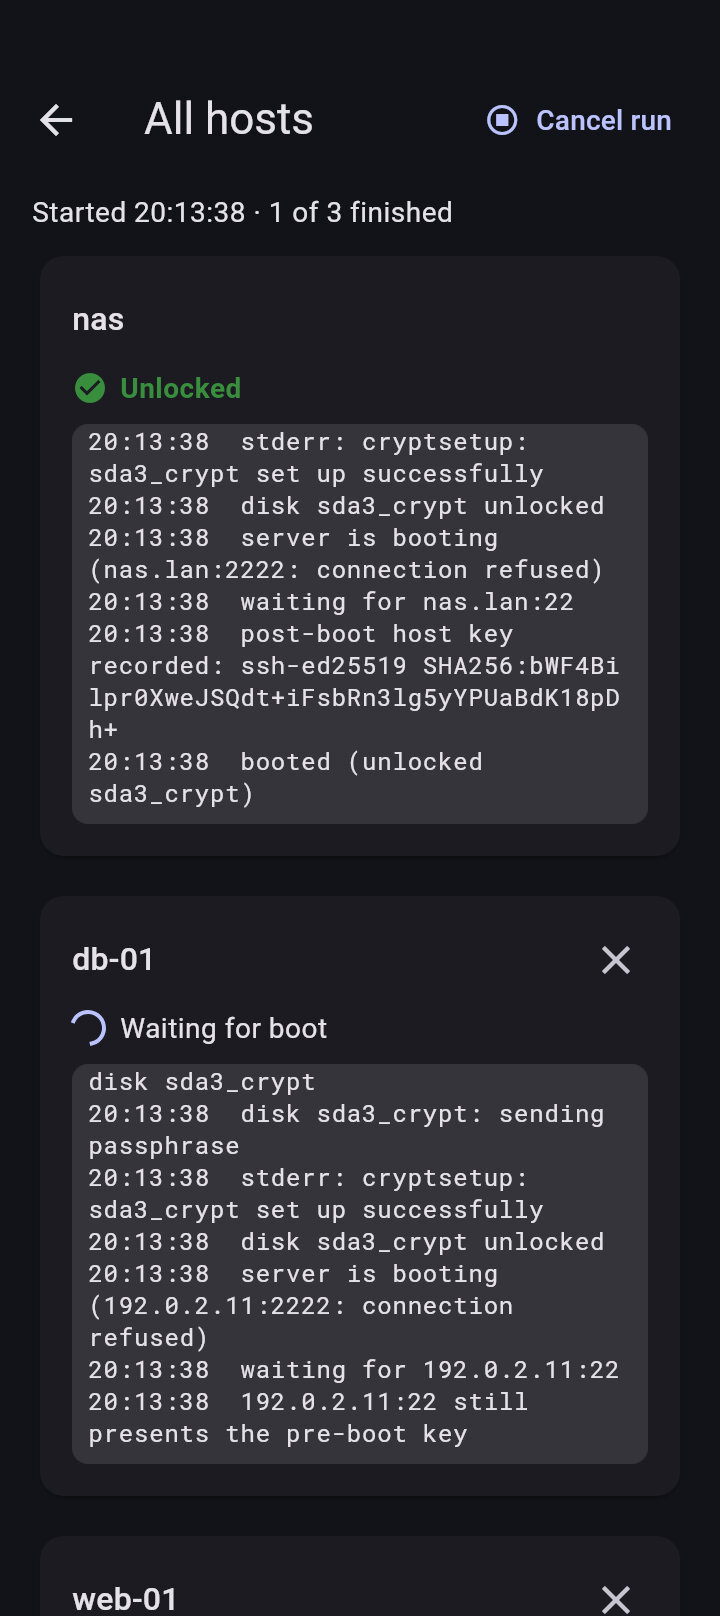 All hosts
Cancel run
Started 20:13:38 · 1 of 3 finished
nas
Unlocked
20:13:38  stderr: cryptsetup:
sda3_crypt set up successfully
20:13:38  disk sda3_crypt unlocked
20:13:38  server is booting
(nas.lan:2222: connection refused)
20:13:38  waiting for nas.lan:22
20:13:38  post-boot host key
recorded: ssh-ed25519 SHA256:bWF4Bi
lpr0XweJSQdt+iFsbRn3lg5yYPUaBdK18pD
h+
20:13:38  booted (unlocked
sda3_crypt)
db-01
Waiting for boot
disk sda3_crypt
20:13:38  disk sda3_crypt: sending
passphrase
20:13:38  stderr: cryptsetup:
sda3_crypt set up successfully
20:13:38  disk sda3_crypt unlocked
20:13:38  server is booting
(192.0.2.11:2222: connection
refused)
20:13:38  waiting for 192.0.2.11:22
20:13:38  192.0.2.11:22 still
presents the pre-boot key
web-01